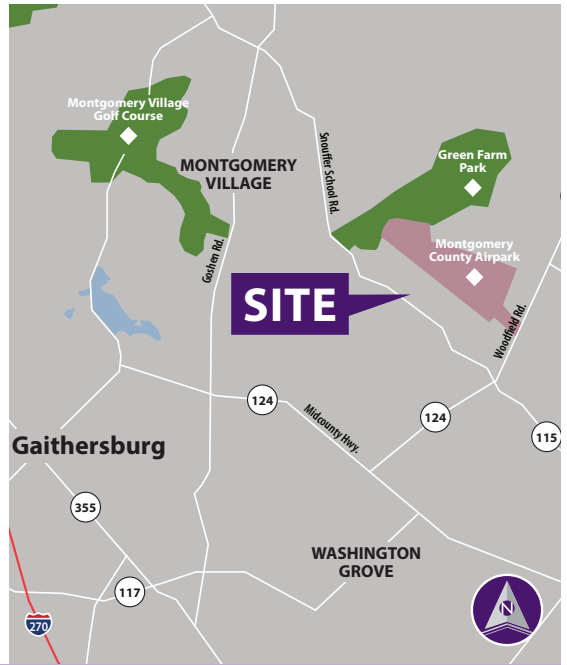 Montgomery Village
Golf Course
MONTGOMERY
VILLAGE
Snouffer School Rd.
Green Farm
Park
Montgomery
County Airpark
Goshen Rd.
SITE
Woodfield Rd.
124
Midcounty Hwy.
124
115
Gaithersburg
355
WASHINGTON
GROVE
117
270
N